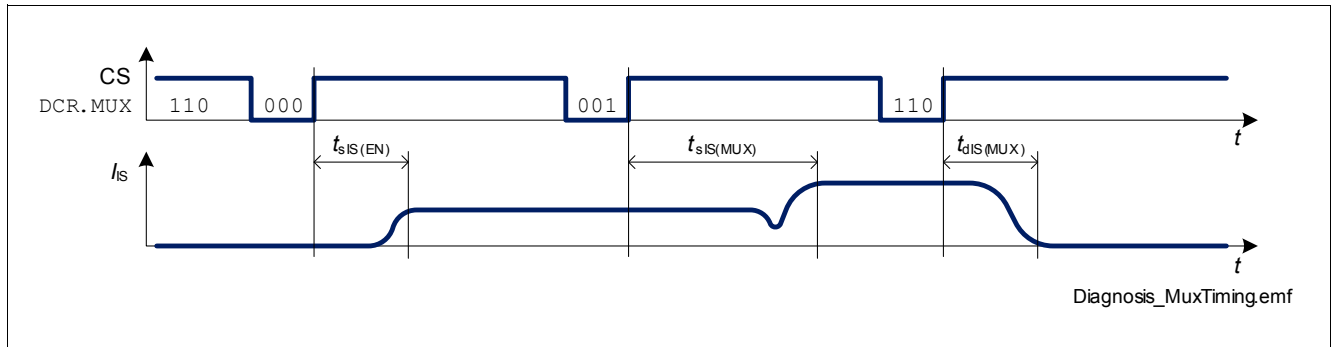 CS
DCR.MUX 110 000 001 110
t
tsIS(EN) tsIS(MUX) tdIS(MUX)
IIS
t
Diagnosis_MuxTiming.emf